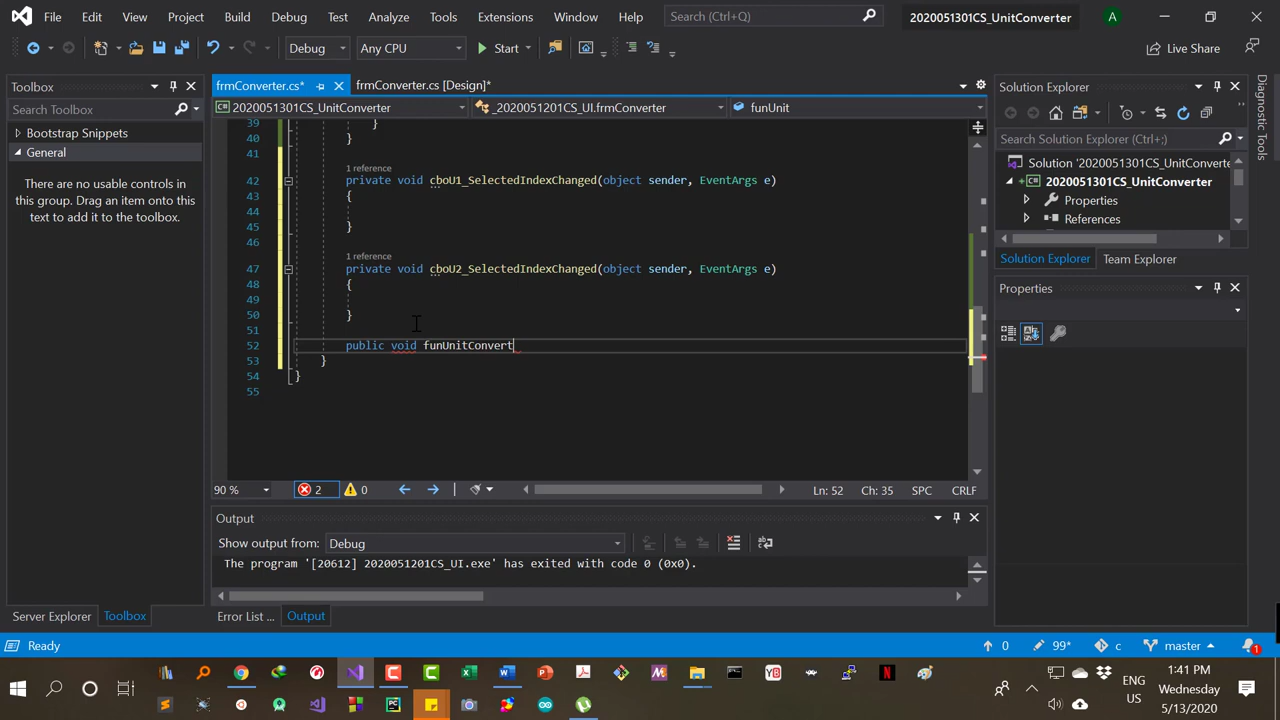 File Edit View Git Project Build Debug Test Analyze Tools Extensions Window Help Search (Ctrl+Q) 2020051301CS_UnitConverter A
Debug Any CPU Start Live Share
Toolbox
Search Toolbox
Bootstrap Snippets
General
There are no usable controls in
this group. Drag an item onto this
text to add it to the toolbox.
frmConverter.cs* frmConverter.cs [Design]*
2020051301CS_UnitConverter _2020051201CS_UI.frmConverter funUnit
39 }
40 }
41
1 reference
42 private void cboU1_SelectedIndexChanged(object sender, EventArgs e)
43 {
44
45 }
46
1 reference
47 private void cboU2_SelectedIndexChanged(object sender, EventArgs e)
48 {
49
50 }
51
52 public void funUnitConvert
53 }
54 }
55
90 % 2 0 Ln: 52 Ch: 35 SPC CRLF
Output
Show output from: Debug
The program '[20612] 2020051201CS_UI.exe' has exited with code 0 (0x0).
Solution Explorer
Search Solution Explorer (Ctrl+;)
Solution '2020051301CS_UnitConverte
2020051301CS_UnitConverter
Properties
References
Solution Explorer Team Explorer
Properties
Diagnostic Tools
Server Explorer Toolbox Error List ... Output
Ready 0 99* c master 1
ENG
US
1:41 PM
Wednesday
5/13/2020